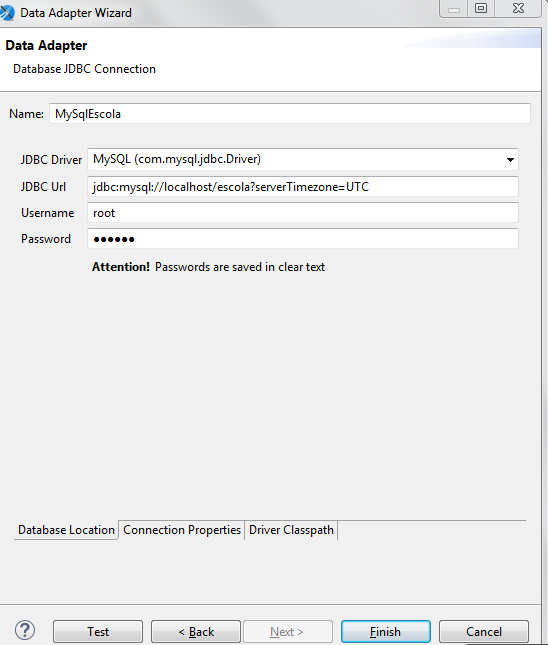 Data Adapter Wizard
Data Adapter
Database JDBC Connection
Name: MySqlEscola
JDBC Driver MySQL (com.mysql.jdbc.Driver)
JDBC Url jdbc:mysql://localhost/escola?serverTimezone=UTC
Username root
Password ●●●●●●
Attention! Passwords are saved in clear text
Database Location Connection Properties Driver Classpath
? Test < Back Next > Finish Cancel